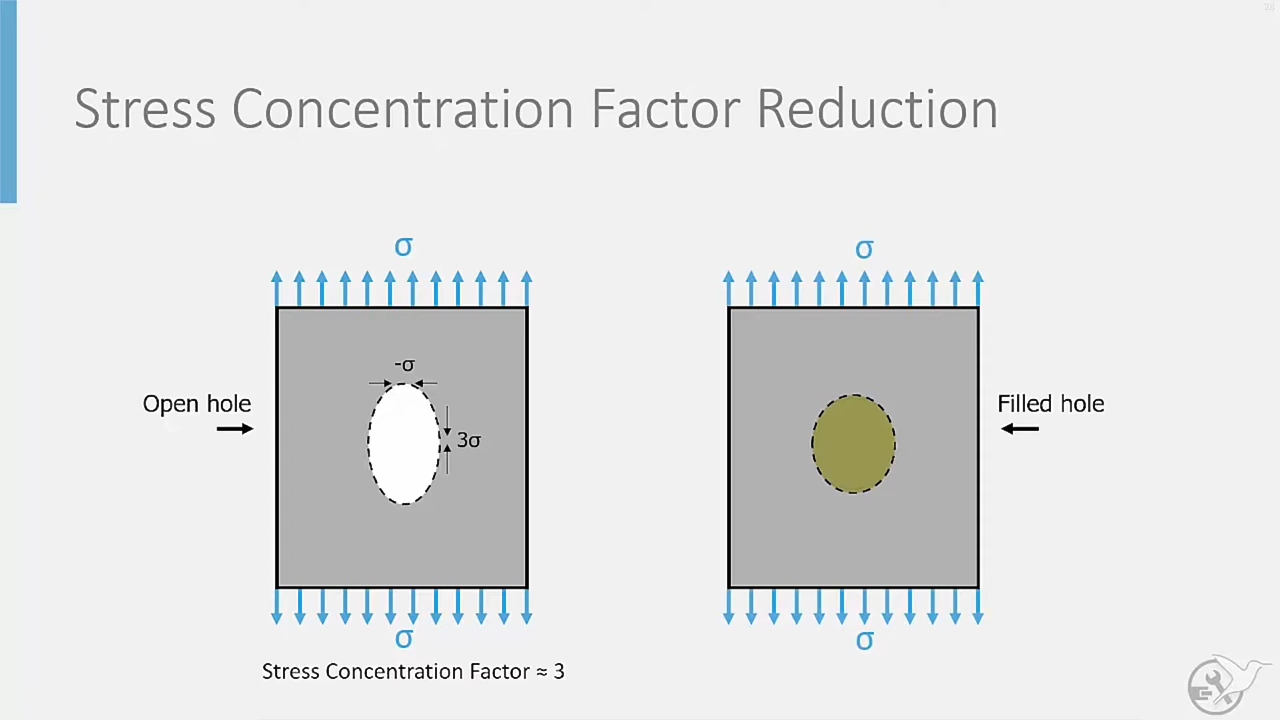 Stress Concentration Factor Reduction
σ
σ
-σ
Open hole
Filled hole
3σ
σ
σ
Stress Concentration Factor ≈ 3